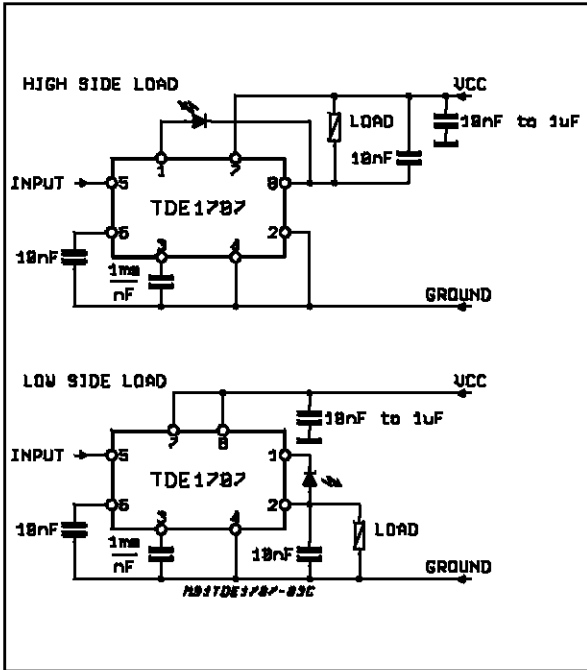 HIGH SIDE LOAD
VCC
LOAD
10nF to 1uF
10nF
1
7
INPUT
5
8
TDE1707
6
2
10nF
3
4
1ms
nF
GROUND
LOW SIDE LOAD
VCC
10nF to 1uF
7
8
INPUT
5
1
TDE1707
6
2
10nF
3
4
1ms
nF
10nF
LOAD
GROUND
M93TDE1707-03C